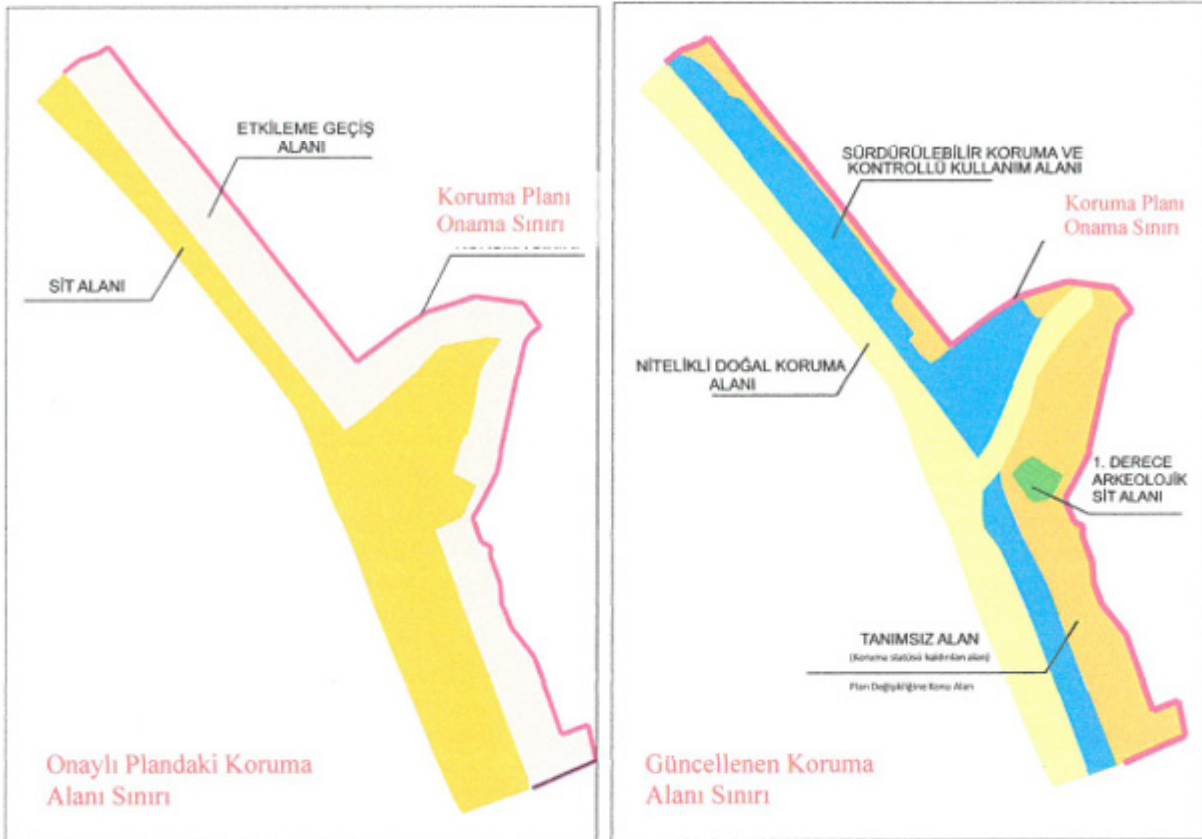 ETKİLEME GEÇİŞ
ALANI
Koruma Planı
Onama Sınırı
SİT ALANI
Onaylı Plandaki Koruma
Alanı Sınırı
SÜRDÜRÜLEBİLİR KORUMA VE
KONTROLLÜ KULLANIM ALANI
Koruma Planı
Onama Sınırı
NİTELİKLİ DOĞAL KORUMA
ALANI
1. DERECE
ARKEOLOJİK
SİT ALANI
TANIMSIZ ALAN
(Koruma statüsü kaldırılan alan)
Plan Değişikliğine Konu Alan
Güncellenen Koruma
Alanı Sınırı